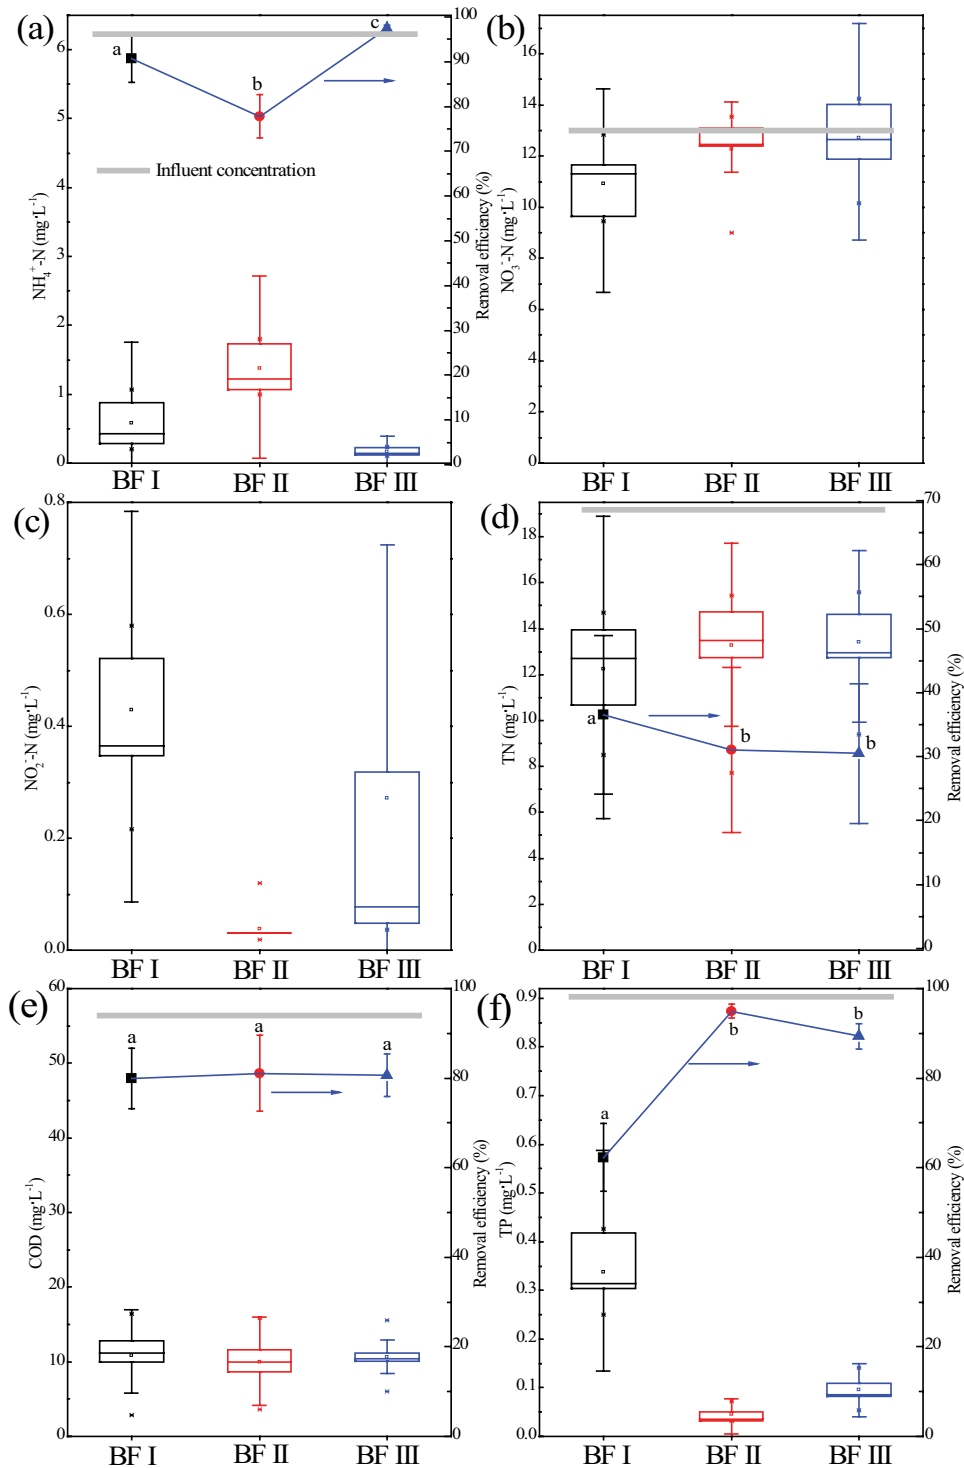 (a)
NH₄⁺-N (mg·L⁻¹)
6
5
4
3
2
1
0
a
b
c
Influent concentration
100
90
80
70
60
50
40
30
20
10
0
Removal efficiency (%)
BF I
BF II
BF III
(b)
NO₃⁻-N (mg·L⁻¹)
16
14
12
10
8
6
4
2
0
BF I
BF II
BF III
(c)
NO₂⁻-N (mg·L⁻¹)
0.8
0.6
0.4
0.2
0.0
BF I
BF II
BF III
(d)
TN (mg·L⁻¹)
18
16
14
12
10
8
6
4
2
0
a
b
b
70
60
50
40
30
20
10
0
Removal efficiency (%)
BF I
BF II
BF III
(e)
COD (mg·L⁻¹)
60
50
40
30
20
10
0
a
a
a
100
80
60
40
20
0
Removal efficiency (%)
BF I
BF II
BF III
(f)
TP (mg·L⁻¹)
0.9
0.8
0.7
0.6
0.5
0.4
0.3
0.2
0.1
0.0
a
b
b
100
80
60
40
20
0
Removal efficiency (%)
BF I
BF II
BF III